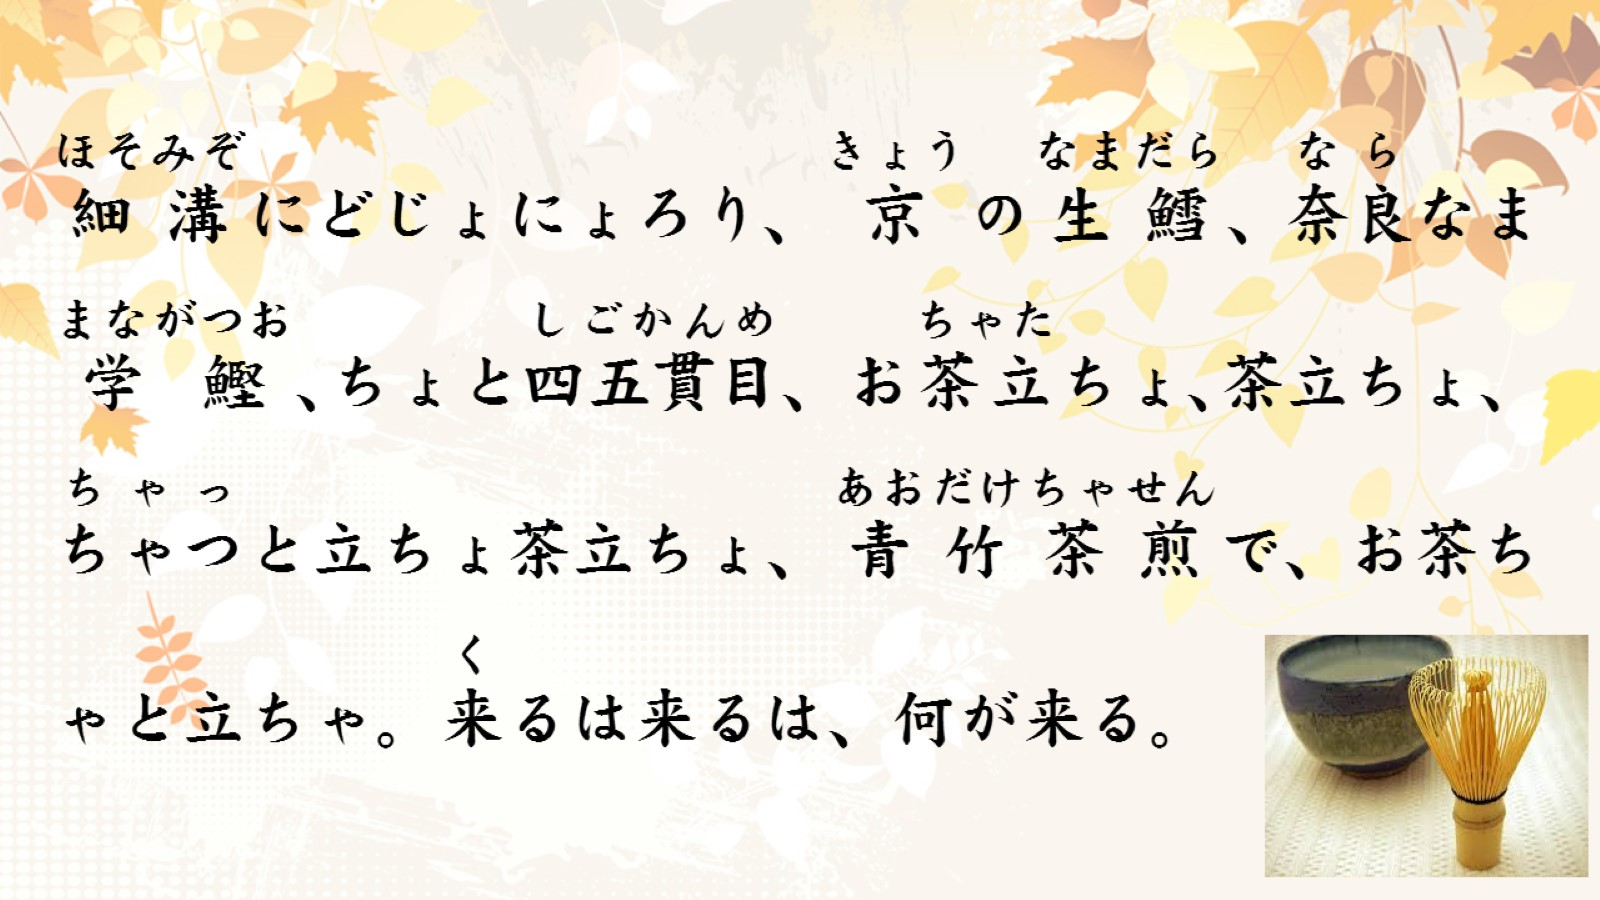 ほそみぞ きょう なまだら なら
細溝にどじょにょろり、京の生鱈、奈良なま
まながつお しごかんめ ちゃた
学鰹、ちょと四五貫目、お茶立ちょ、茶立ちょ、
ちゃっ あおだけちゃせん
ちゃつと立ちょ茶立ちょ、青竹茶煎で、お茶ち
く
ゃと立ちゃ。来るは来るは、何が来る。